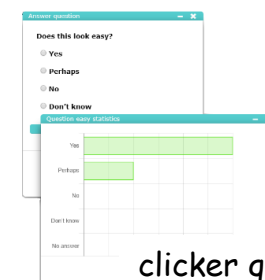 Answer question
Does this look easy?
Yes
Perhaps
No
Don't know
Question easy statistics
Yes
Perhaps
No
Don't know
No answer
clicker q